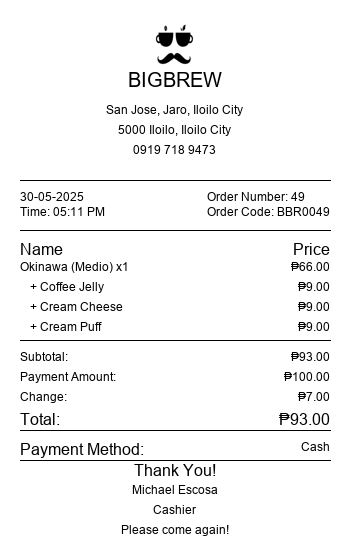 BIGBREW
San Jose, Jaro, Iloilo City
5000 Iloilo, Iloilo City
0919 718 9473
30-05-2025 Order Number: 49
Time: 05:11 PM Order Code: BBR0049
Name Price
Okinawa (Medio) x1 ₱66.00
+ Coffee Jelly ₱9.00
+ Cream Cheese ₱9.00
+ Cream Puff ₱9.00
Subtotal: ₱93.00
Payment Amount: ₱100.00
Change: ₱7.00
Total: ₱93.00
Payment Method: Cash
Thank You!
Michael Escosa
Cashier
Please come again!